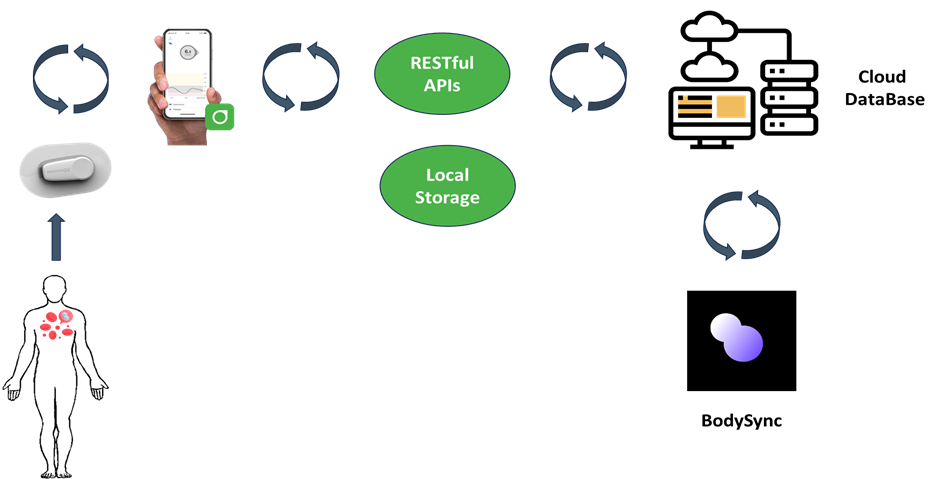 RESTful
APIs
Cloud
DataBase
Local
Storage
BodySync